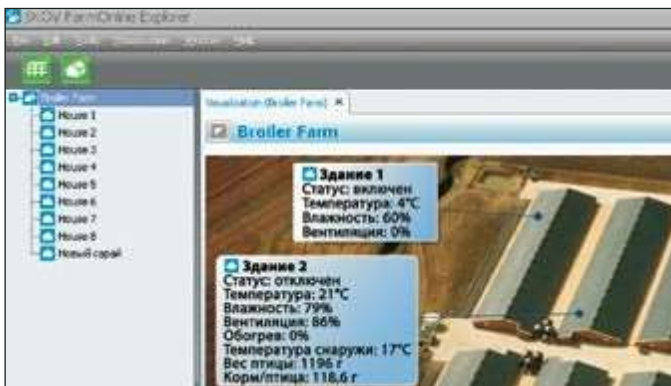 SKOV FarmOnline Explorer
Broiler Farm
House 1
House 2
House 3
House 4
House 5
House 6
House 7
House 8
Новый сарай
Visualisation (Broiler Farm)
Broiler Farm
Здание 1
Статус: включен
Температура: 4°C
Влажность: 60%
Вентиляция: 0%
Здание 2
Статус: отключен
Температура: 21°C
Влажность: 79%
Вентиляция: 86%
Обогрев: 0%
Температура снаружи: 17°C
Вес птицы: 1196 г
Корм/птица: 118,6 г